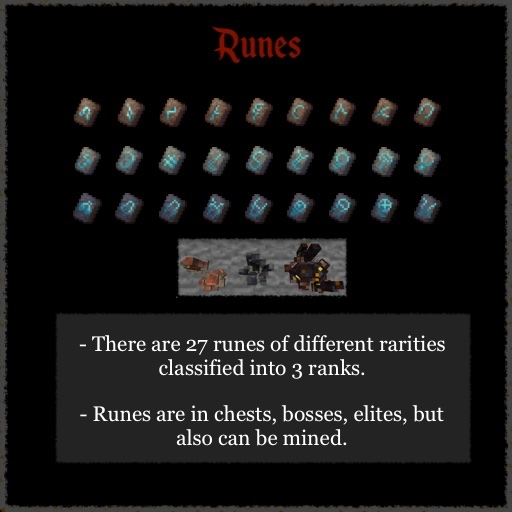 Runes
- There are 27 runes of different rarities
classified into 3 ranks.
- Runes are in chests, bosses, elites, but
also can be mined.